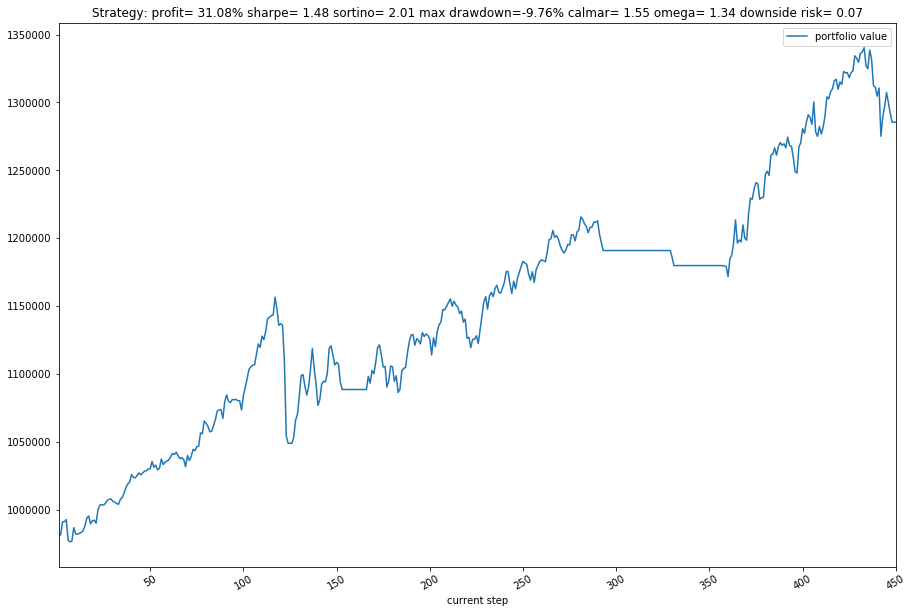 Strategy: profit= 31.08% sharpe= 1.48 sortino= 2.01 max drawdown=-9.76% calmar= 1.55 omega= 1.34 downside risk= 0.07
portfolio value
1350000
1300000
1250000
1200000
1150000
1100000
1050000
1000000
50 100 150 200 250 300 350 400 450
current step